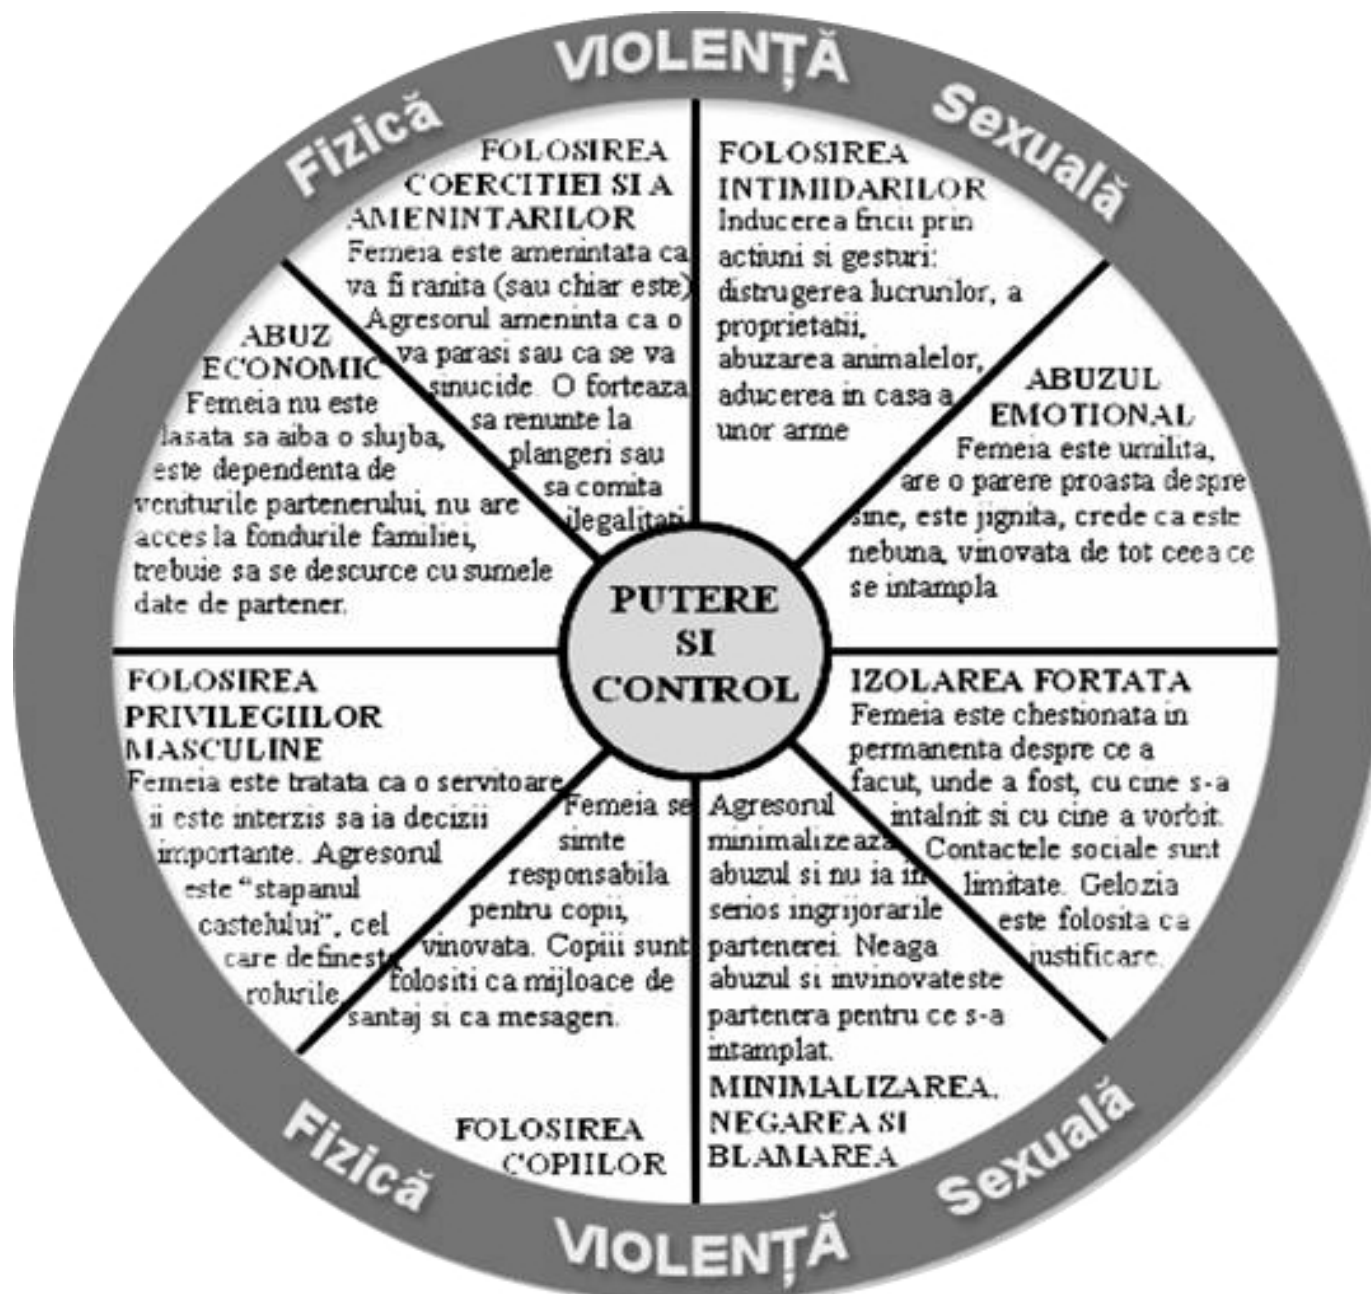 VIOLENȚĂ
Fizică
Sexuală
FOLOSIREA
COERCITIEI SI A
AMENINTARILOR
Femeia este amenintata ca
va fi ranita (sau chiar este)
Agresorul ameninta ca o
va parasi sau ca se va
sinucide. O forteaza
sa renunte la
plangeri sau
sa comita
ilegalitati
FOLOSIREA
INTIMIDARILOR
Inducerea fricii prin
actiuni si gesturi:
distrugerea lucrurilor, a
proprietatii,
abuzarea animalelor,
aducerea in casa a
unor arme
ABUZUL
EMOTIONAL
Femeia este umilita,
are o parere proasta despre
sine, este jignita, crede ca este
nebuna, vinovata de tot ceea ce
se intampla
IZOLAREA FORTATA
Femeia este chestionata in
permanenta despre ce a
facut, unde a fost, cu cine s-a
intalnit si cu cine a vorbit.
Contactele sociale sunt
limitate. Gelozia
este folosita ca
justificare.
Agresorul
minimalizeaza
abuzul si nu ia in
serios ingrijorarile
partenerei. Neaga
abuzul si invinovateste
partenera pentru ce s-a
intamplat.
MINIMALIZAREA,
NEGAREA SI
BLAMAREA
Femeia se
simte
responsabila
pentru copii,
vinovata. Copiii sunt
folositi ca mijloace de
santaj si ca mesageri.
FOLOSIREA
COPIILOR
FOLOSIREA
PRIVILEGIILOR
MASCULINE
Femeia este tratata ca o servitoare,
ii este interzis sa ia decizii
importante. Agresorul
este "stapanul
castelului", cel
care defineste
rolurile.
ABUZ
ECONOMIC
Femeia nu este
lasata sa aiba o slujba,
este dependenta de
veniturile partenerului, nu are
acces la fondurile familiei,
trebuie sa se descurce cu sumele
date de partener.
PUTERE
SI
CONTROL
Fizică
VIOLENȚĂ
Sexuală